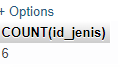 + Options
COUNT(id_jenis)
6